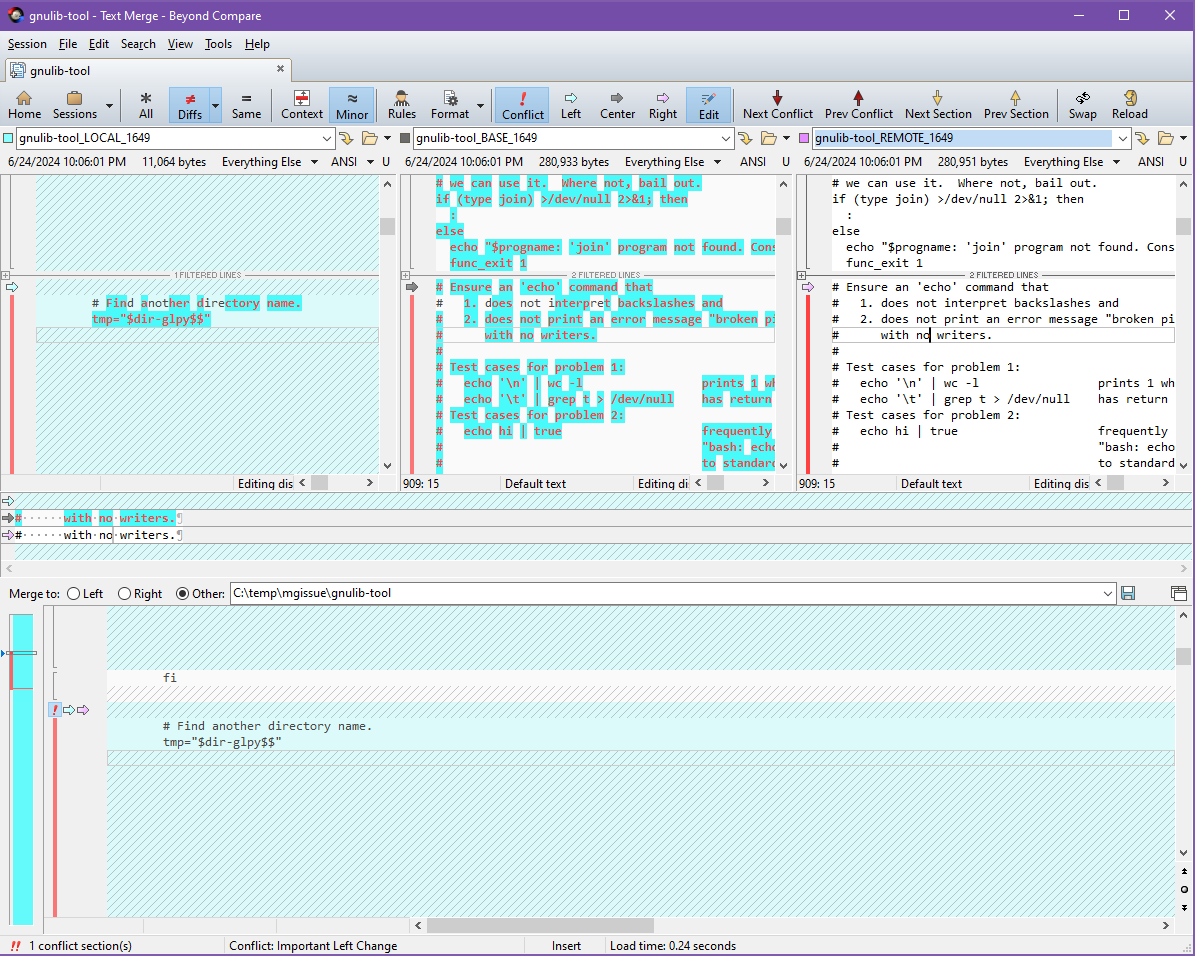 gnulib-tool - Text Merge - Beyond Compare
Session File Edit Search View Tools Help
gnulib-tool
Home Sessions All Diffs Same Context Minor Rules Format Conflict Left Center Right Edit Next Conflict Prev Conflict Next Section Prev Section Swap Reload
gnulib-tool_LOCAL_1649 gnulib-tool_BASE_1649 gnulib-tool_REMOTE_1649
6/24/2024 10:06:01 PM 11,064 bytes Everything Else ANSI U 6/24/2024 10:06:01 PM 280,933 bytes Everything Else ANSI U 6/24/2024 10:06:01 PM 280,951 bytes Everything Else ANSI U
1 FILTERED LINES
# Find another directory name.
tmp="$dir-glpy$$"
Editing dis
# we can use it.  Where not, bail out.
if (type join) >/dev/null 2>&1; then
  :
else
  echo "$progname: 'join' program not found. Cons
  func_exit 1
2 FILTERED LINES
# Ensure an 'echo' command that
#   1. does not interpret backslashes and
#   2. does not print an error message "broken pi
#      with no writers.
#
# Test cases for problem 1:
#   echo '\n' | wc -l                 prints 1 wh
#   echo '\t' | grep t > /dev/null    has return
# Test cases for problem 2:
#   echo hi | true                    frequently
#                                     "bash: echo
#                                     to standard
909: 15 Default text Editing dis
# we can use it.  Where not, bail out.
if (type join) >/dev/null 2>&1; then
  :
else
  echo "$progname: 'join' program not found. Cons
  func_exit 1
2 FILTERED LINES
# Ensure an 'echo' command that
#   1. does not interpret backslashes and
#   2. does not print an error message "broken pi
#      with no writers.
#
# Test cases for problem 1:
#   echo '\n' | wc -l                 prints 1 wh
#   echo '\t' | grep t > /dev/null    has return
# Test cases for problem 2:
#   echo hi | true                    frequently
#                                     "bash: echo
#                                     to standard
909: 15 Default text Editing dis
#······with·no·writers.¶
#······with·no·writers.¶
Merge to: Left Right Other: C:\temp\mgissue\gnulib-tool
fi
# Find another directory name.
tmp="$dir-glpy$$"
!! 1 conflict section(s) Conflict: Important Left Change Insert Load time: 0.24 seconds